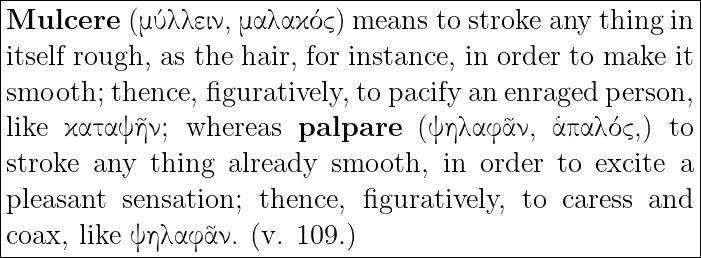 Mulcere (μύλλειν, μαλακός) means to stroke any thing in
itself rough, as the hair, for instance, in order to make it
smooth; thence, figuratively, to pacify an enraged person,
like καταψῆν; whereas palpare (ψηλαφᾶν, ἁπαλός,) to
stroke any thing already smooth, in order to excite a
pleasant sensation; thence, figuratively, to caress and
coax, like ψηλαφᾶν. (v. 109.)